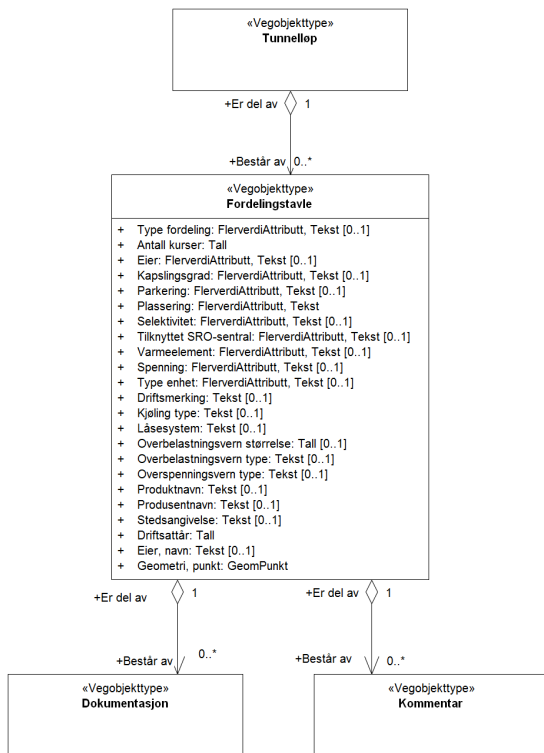 «Vegobjekttype»
Tunnelløp
+Er del av 1
+Består av 0..*
«Vegobjekttype»
Fordelingstavle
+ Type fordeling: FlerverdiAttributt, Tekst [0..1]
+ Antall kurser: Tall
+ Eier: FlerverdiAttributt, Tekst [0..1]
+ Kapslingsgrad: FlerverdiAttributt, Tekst [0..1]
+ Parkering: FlerverdiAttributt, Tekst [0..1]
+ Plassering: FlerverdiAttributt, Tekst
+ Selektivitet: FlerverdiAttributt, Tekst [0..1]
+ Tilknyttet SRO-sentral: FlerverdiAttributt, Tekst [0..1]
+ Varmeelement: FlerverdiAttributt, Tekst [0..1]
+ Spenning: FlerverdiAttributt, Tekst [0..1]
+ Type enhet: FlerverdiAttributt, Tekst [0..1]
+ Driftsmerking: Tekst [0..1]
+ Kjøling type: Tekst [0..1]
+ Låsesystem: Tekst [0..1]
+ Overbelastningsvern størrelse: Tall [0..1]
+ Overbelastningsvern type: Tekst [0..1]
+ Overspenningsvern type: Tekst [0..1]
+ Produktnavn: Tekst [0..1]
+ Produsentnavn: Tekst [0..1]
+ Stedsangivelse: Tekst [0..1]
+ Driftsattår: Tall
+ Eier, navn: Tekst [0..1]
+ Geometri, punkt: GeomPunkt
+Er del av 1
+Er del av 1
+Består av 0..*
+Består av 0..*
«Vegobjekttype»
Dokumentasjon
«Vegobjekttype»
Kommentar